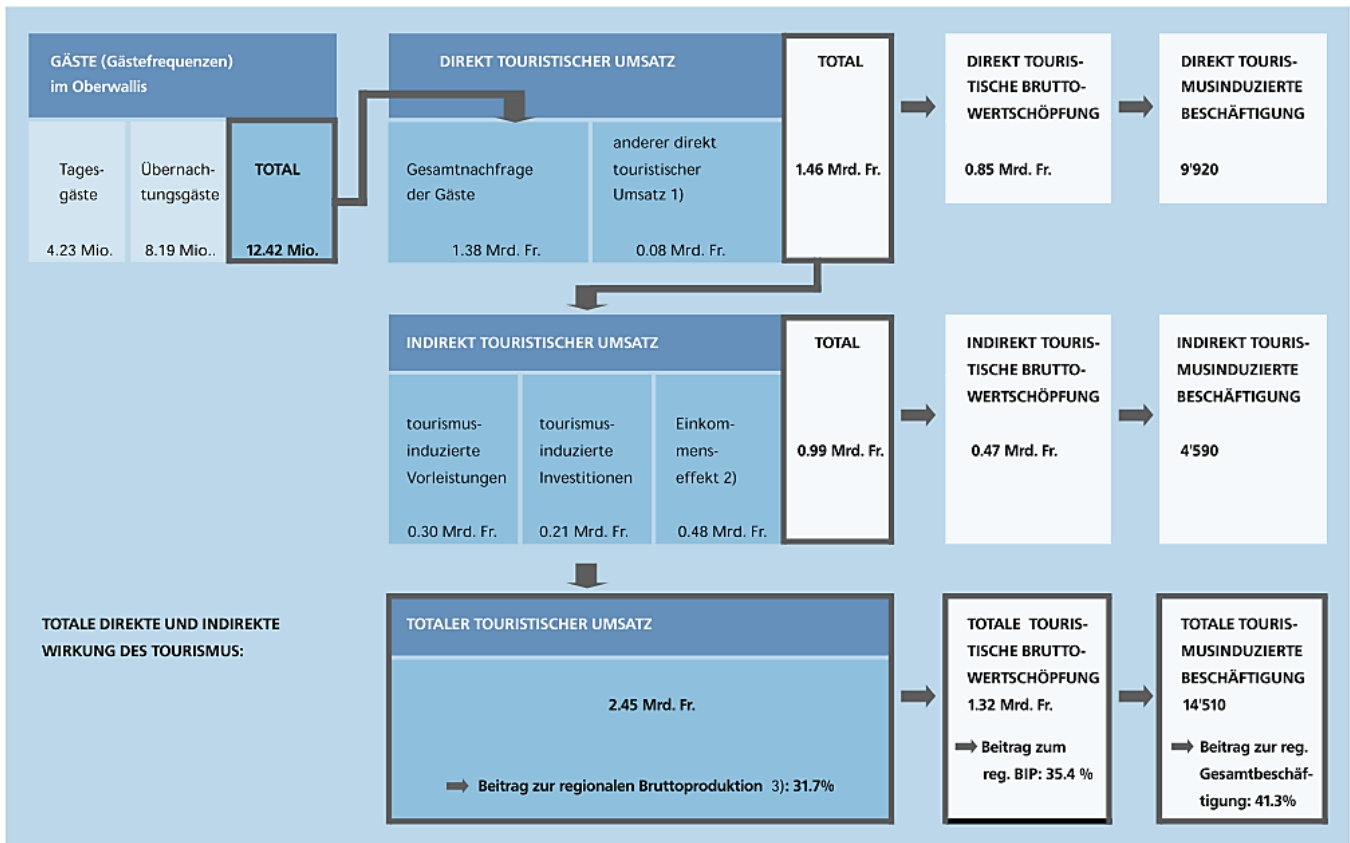 GÄSTE (Gästefrequenzen)
im Oberwallis
Tages-
gäste
4.23 Mio.
Übernach-
tungsgäste
8.19 Mio..
TOTAL
12.42 Mio.
DIREKT TOURISTISCHER UMSATZ
Gesamtnachfrage
der Gäste
1.38 Mrd. Fr.
anderer direkt
touristischer
Umsatz 1)
0.08 Mrd. Fr.
TOTAL
1.46 Mrd. Fr.
DIREKT TOURIS-
TISCHE BRUTTO-
WERTSCHÖPFUNG
0.85 Mrd. Fr.
DIREKT TOURIS-
MUSINDUZIERTE
BESCHÄFTIGUNG
9'920
INDIREKT TOURISTISCHER UMSATZ
tourismus-
induzierte
Vorleistungen
0.30 Mrd. Fr.
tourismus-
induzierte
Investitionen
0.21 Mrd. Fr.
Einkom-
mens-
effekt 2)
0.48 Mrd. Fr.
TOTAL
0.99 Mrd. Fr.
INDIREKT TOURIS-
TISCHE BRUTTO-
WERTSCHÖPFUNG
0.47 Mrd. Fr.
INDIREKT TOURIS-
MUSINDUZIERTE
BESCHÄFTIGUNG
4'590
TOTALE DIREKTE UND INDIREKTE
WIRKUNG DES TOURISMUS:
TOTALER TOURISTISCHER UMSATZ
2.45 Mrd. Fr.
Beitrag zur regionalen Bruttoproduktion 3): 31.7%
TOTALE TOURIS-
TISCHE BRUTTO-
WERTSCHÖPFUNG
1.32 Mrd. Fr.
Beitrag zum
reg. BIP: 35.4 %
TOTALE TOURIS-
MUSINDUZIERTE
BESCHÄFTIGUNG
14'510
Beitrag zur reg.
Gesamtbeschäf-
tigung: 41.3%